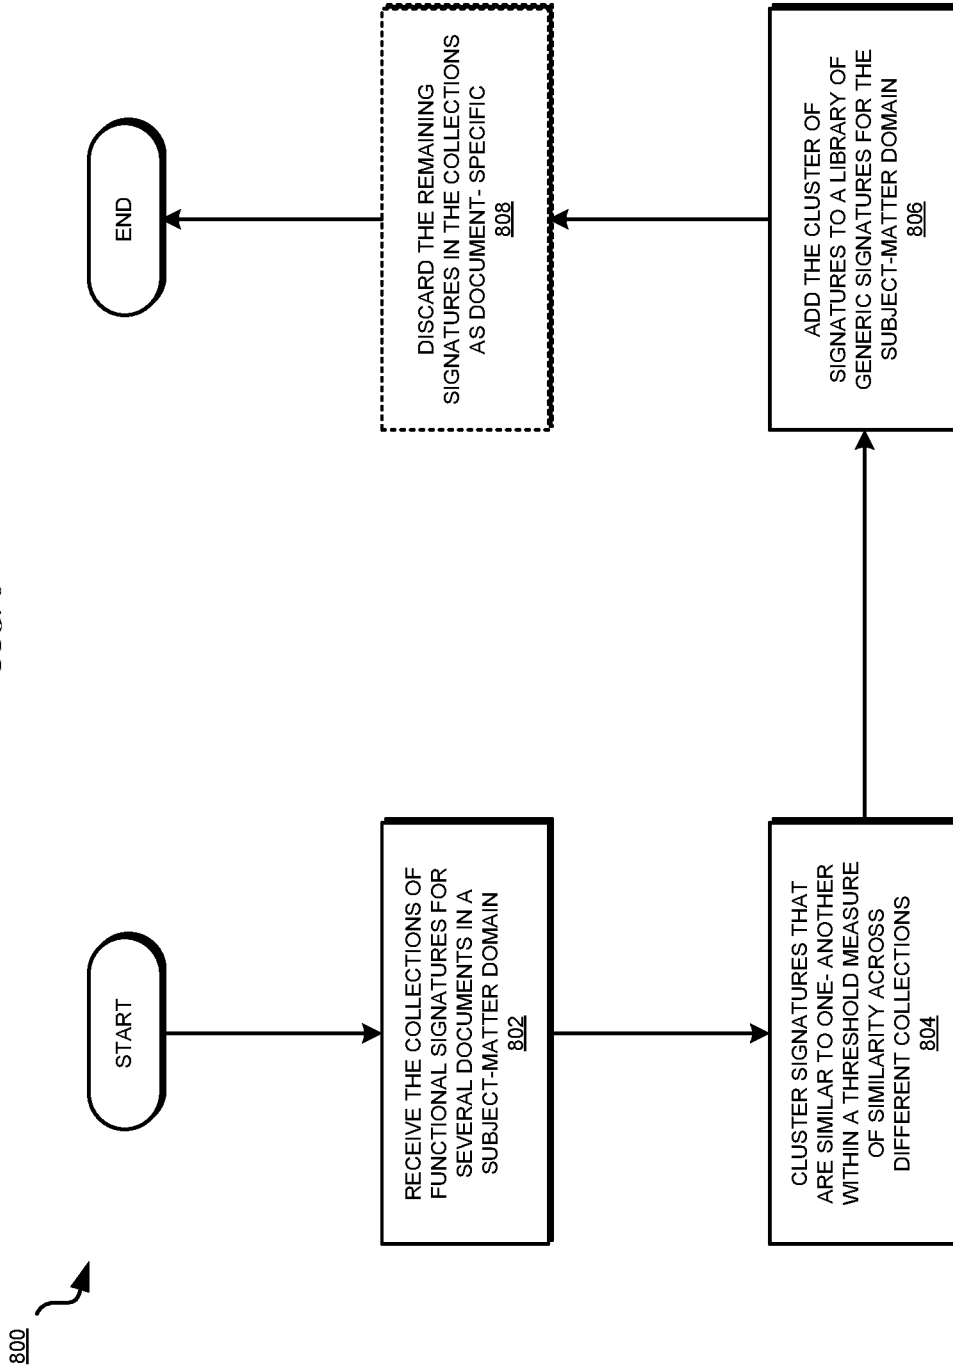 800
START
RECEIVE THE COLLECTIONS OF
FUNCTIONAL SIGNATURES FOR
SEVERAL DOCUMENTS IN A
SUBJECT-MATTER DOMAIN
802
CLUSTER SIGNATURES THAT
ARE SIMILAR TO ONE- ANOTHER
WITHIN A THRESHOLD MEASURE
OF SIMILARITY ACROSS
DIFFERENT COLLECTIONS
804
ADD THE CLUSTER OF
SIGNATURES TO A LIBRARY OF
GENERIC SIGNATURES FOR THE
SUBJECT-MATTER DOMAIN
806
DISCARD THE REMAINING
SIGNATURES IN THE COLLECTIONS
AS DOCUMENT- SPECIFIC
808
END